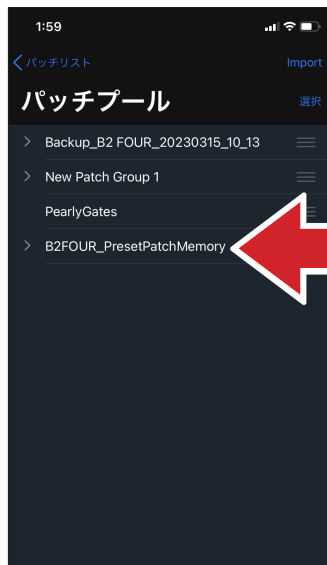 1:59
パッチリスト
Import
パッチプール
選択
Backup_B2 FOUR_20230315_10_13
New Patch Group 1
PearlyGates
B2FOUR_PresetPatchMemory